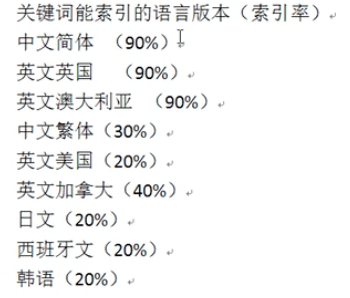 关键词能索引的语言版本（索引率）
中文简体 （90%）
英文英国 （90%）
英文澳大利亚 （90%）
中文繁体（30%）
英文美国（20%）
英文加拿大（40%）
日文（20%）
西班牙文（20%）
韩语（20%）